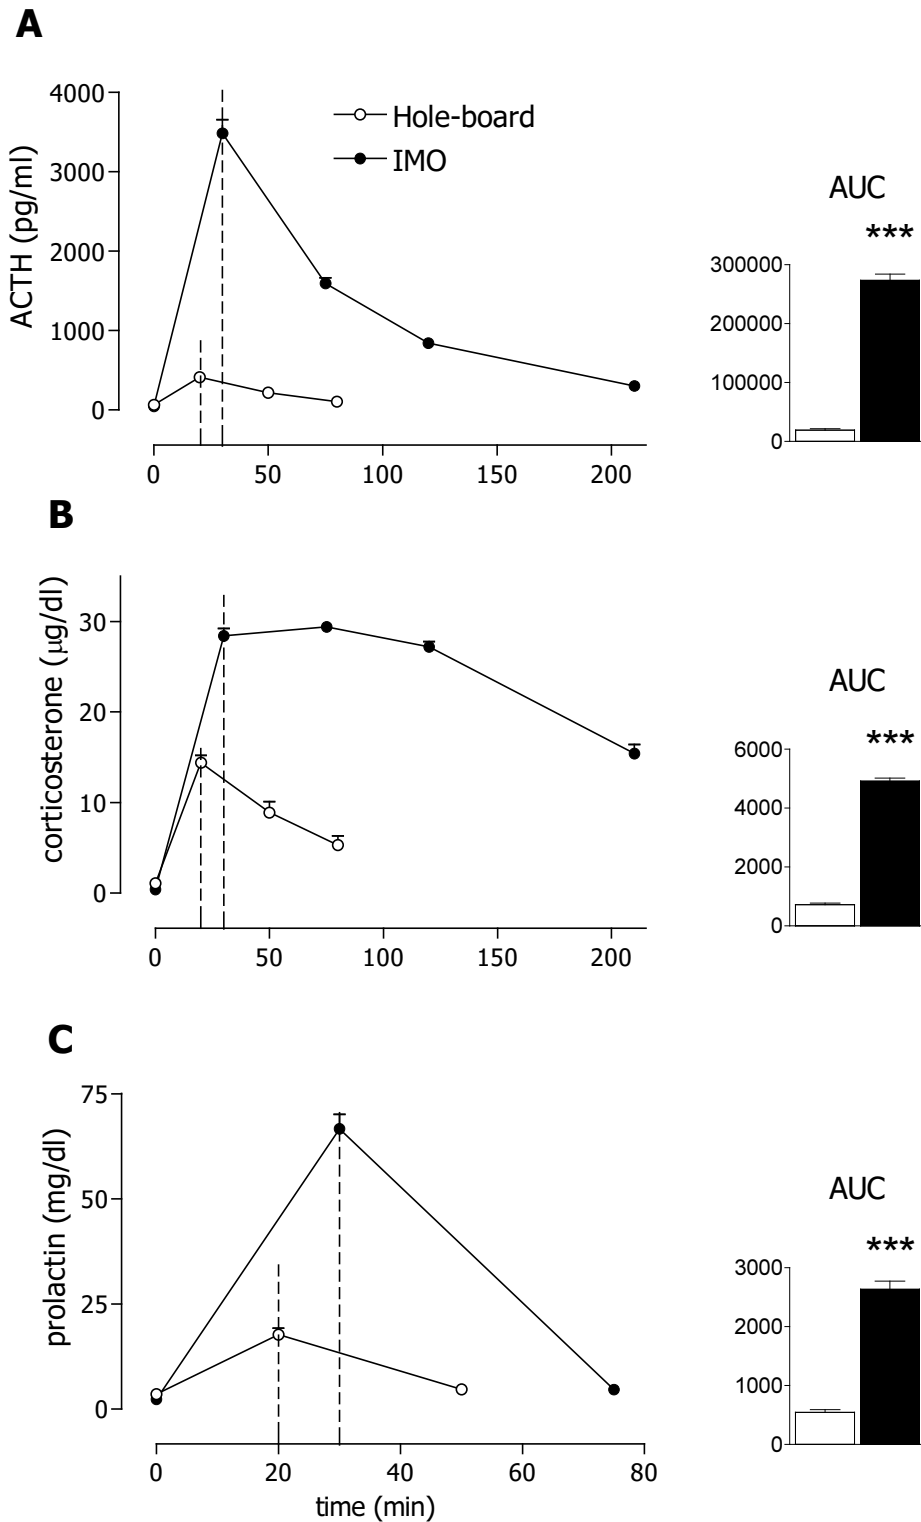 A
4000
3000
2000
1000
0
ACTH (pg/ml)
Hole-board
IMO
0 50 100 150 200
AUC
***
300000
200000
100000
0
B
30
20
10
0
corticosterone (µg/dl)
0 50 100 150 200
AUC
***
6000
4000
2000
0
C
75
50
25
0
prolactin (mg/dl)
0 20 40 60 80
time (min)
AUC
***
3000
2000
1000
0